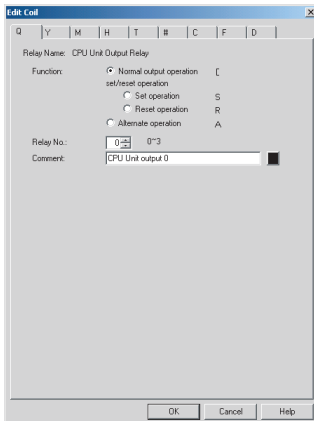 Edit Coil
Q Y M H T # C F D
Relay Name: CPU Unit Output Relay
Function: Normal output operation [
set/reset operation
Set operation S
Reset operation R
Alternate operation A
Relay No.: 0 0~3
Comment: CPU Unit output 0
OK Cancel Help